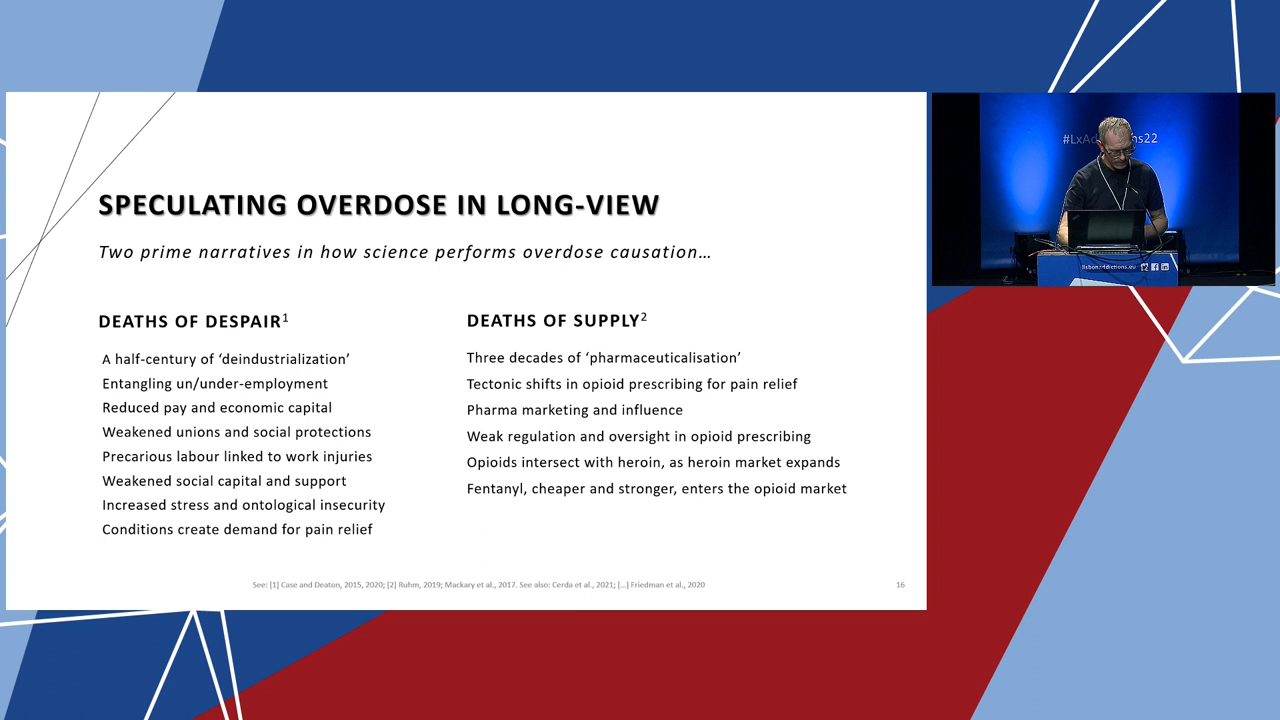 SPECULATING OVERDOSE IN LONG-VIEW
Two prime narratives in how science performs overdose causation…
DEATHS OF DESPAIR1
A half-century of ‘deindustrialization’
Entangling un/under-employment
Reduced pay and economic capital
Weakened unions and social protections
Precarious labour linked to work injuries
Weakened social capital and support
Increased stress and ontological insecurity
Conditions create demand for pain relief
DEATHS OF SUPPLY2
Three decades of ‘pharmaceuticalisation’
Tectonic shifts in opioid prescribing for pain relief
Pharma marketing and influence
Weak regulation and oversight in opioid prescribing
Opioids intersect with heroin, as heroin market expands
Fentanyl, cheaper and stronger, enters the opioid market
See: [1] Case and Deaton, 2015, 2020; [2] Ruhm, 2019; Mackary et al., 2017. See also: Cerda et al., 2021; […] Friedman et al., 2020
16
lisbonaddictions.eu